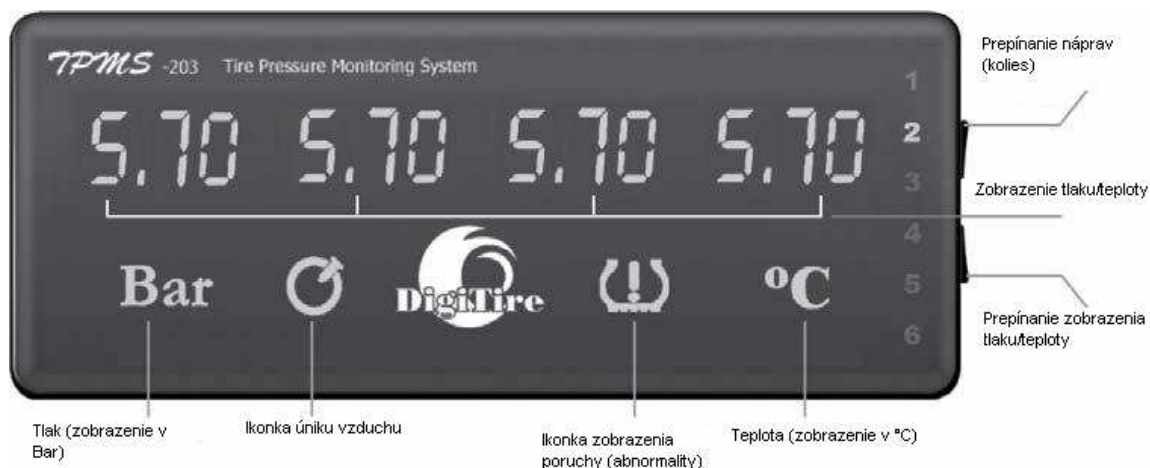 TPMS -203 Tire Pressure Monitoring System
5.70 5.70 5.70 5.70
1
2
3
4
5
6
Bar
DigiTire
°C
Prepínanie náprav
(kolies)
Zobrazenie tlaku/teploty
Prepínanie zobrazenia
tlaku/teploty
Tlak (zobrazenie v
Bar)
Ikonka úniku vzduchu
Ikonka zobrazenia
poruchy (abnormality)
Teplota (zobrazenie v °C)